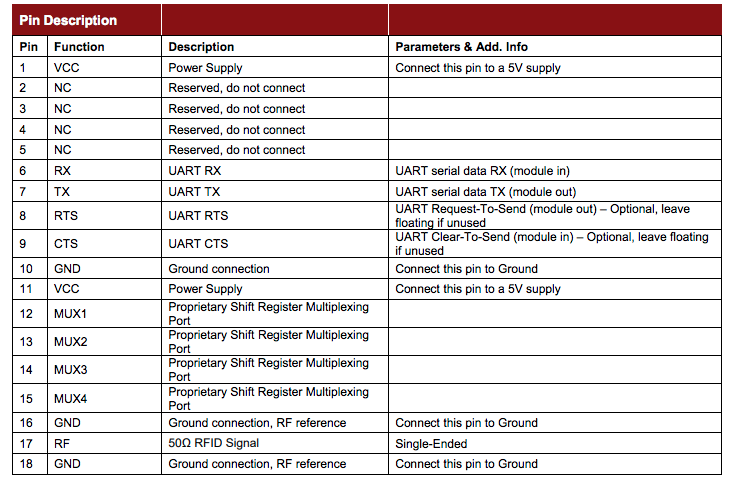 Pin Description
Pin Function Description Parameters & Add. Info
1 VCC Power Supply Connect this pin to a 5V supply
2 NC Reserved, do not connect
3 NC Reserved, do not connect
4 NC Reserved, do not connect
5 NC Reserved, do not connect
6 RX UART RX UART serial data RX (module in)
7 TX UART TX UART serial data TX (module out)
8 RTS UART RTS UART Request-To-Send (module out) – Optional, leave
floating if unused
9 CTS UART CTS UART Clear-To-Send (module in) – Optional, leave floating
if unused
10 GND Ground connection Connect this pin to Ground
11 VCC Power Supply Connect this pin to a 5V supply
12 MUX1 Proprietary Shift Register Multiplexing
Port
13 MUX2 Proprietary Shift Register Multiplexing
Port
14 MUX3 Proprietary Shift Register Multiplexing
Port
15 MUX4 Proprietary Shift Register Multiplexing
Port
16 GND Ground connection, RF reference Connect this pin to Ground
17 RF 50Ω RFID Signal Single-Ended
18 GND Ground connection, RF reference Connect this pin to Ground